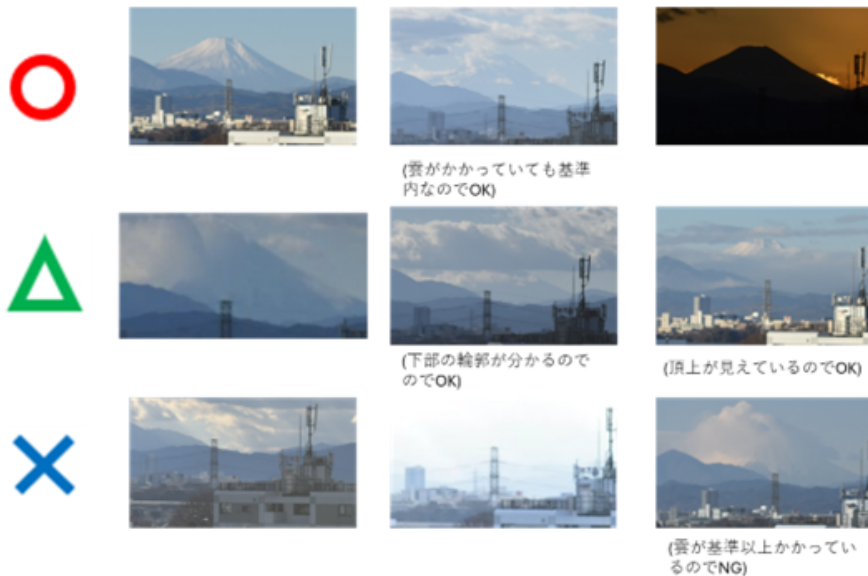 (雲がかかっていても基準
内なのでOK)
(下部の輪郭が分かるので
のでOK)
(頂上が見えているのでOK)
(雲が基準以上かかってい
るのでNG)